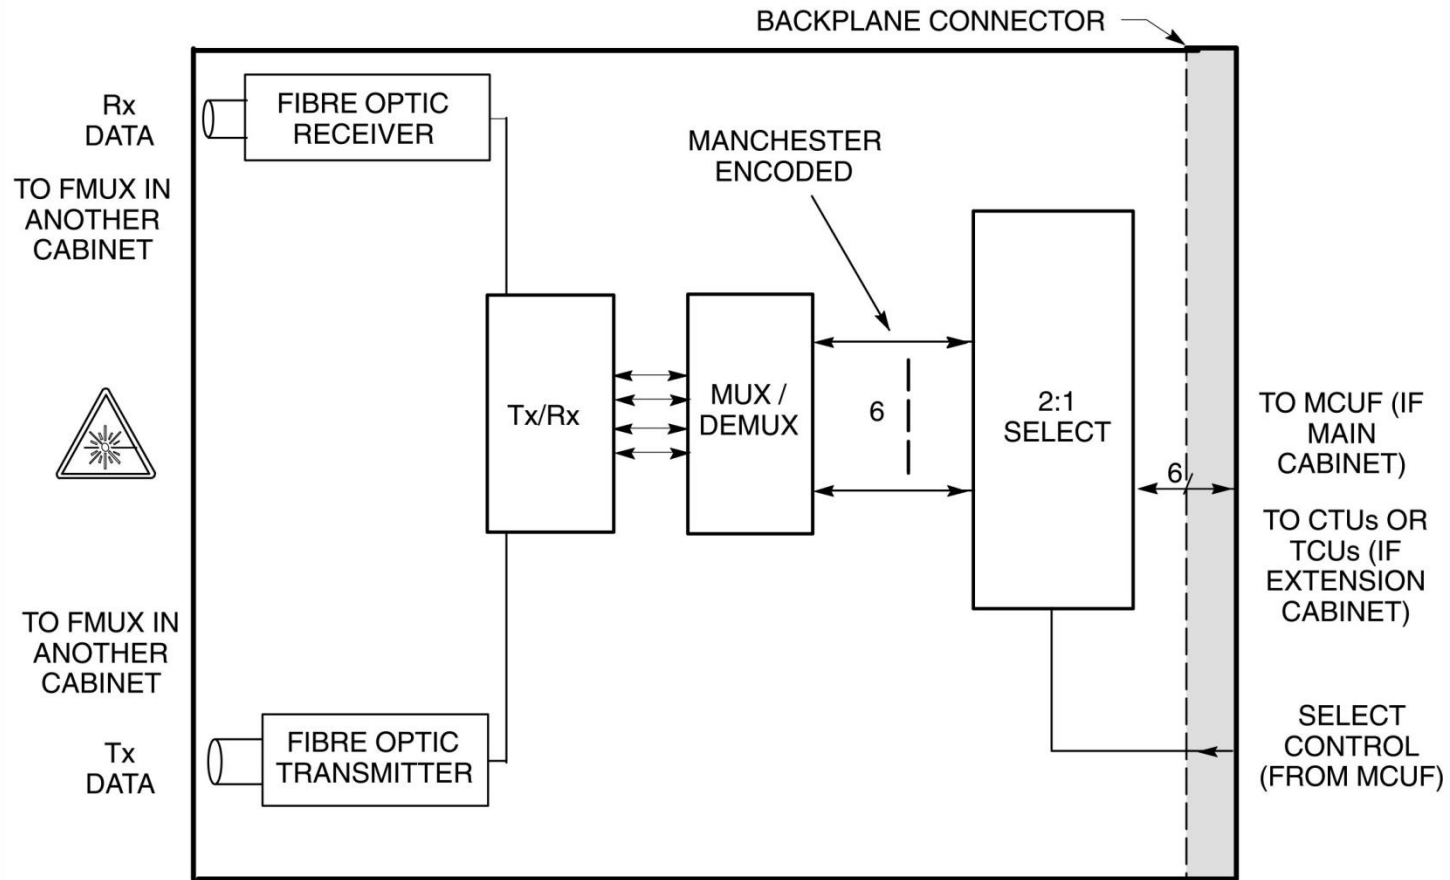 BACKPLANE CONNECTOR
Rx
DATA
FIBRE OPTIC
RECEIVER
TO FMUX IN
ANOTHER
CABINET
MANCHESTER
ENCODED
Tx/Rx
MUX /
DEMUX
6
2:1
SELECT
6
TO MCUF (IF
MAIN
CABINET)
TO CTUs OR
TCUs (IF
EXTENSION
CABINET)
TO FMUX IN
ANOTHER
CABINET
Tx
DATA
FIBRE OPTIC
TRANSMITTER
SELECT
CONTROL
(FROM MCUF)